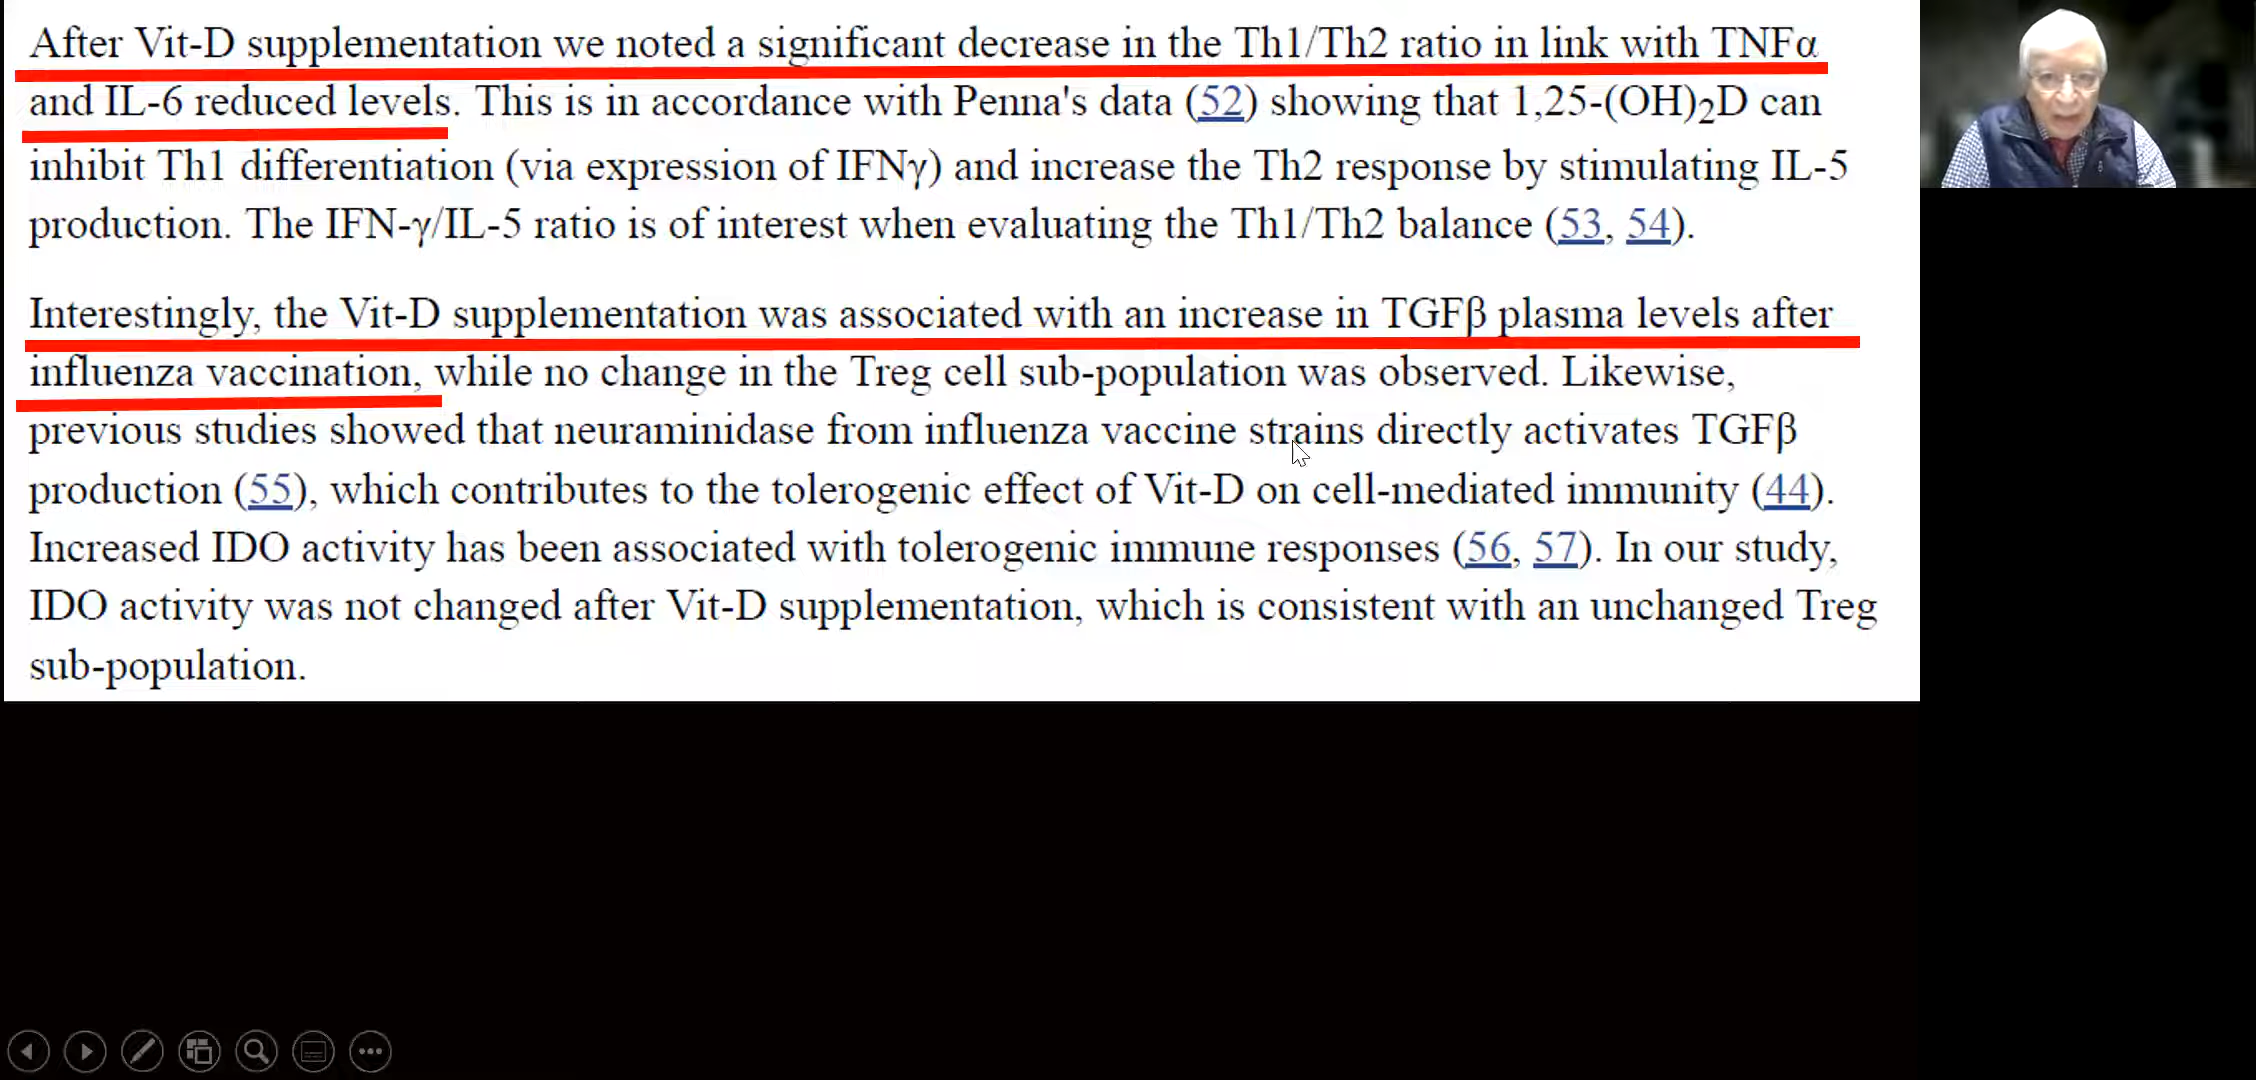 After Vit-D supplementation we noted a significant decrease in the Th1/Th2 ratio in link with TNFα
and IL-6 reduced levels. This is in accordance with Penna's data (52) showing that 1,25-(OH)₂D can
inhibit Th1 differentiation (via expression of IFNγ) and increase the Th2 response by stimulating IL-5
production. The IFN-γ/IL-5 ratio is of interest when evaluating the Th1/Th2 balance (53, 54).
Interestingly, the Vit-D supplementation was associated with an increase in TGFβ plasma levels after
influenza vaccination, while no change in the Treg cell sub-population was observed. Likewise,
previous studies showed that neuraminidase from influenza vaccine strains directly activates TGFβ
production (55), which contributes to the tolerogenic effect of Vit-D on cell-mediated immunity (44).
Increased IDO activity has been associated with tolerogenic immune responses (56, 57). In our study,
IDO activity was not changed after Vit-D supplementation, which is consistent with an unchanged Treg
sub-population.